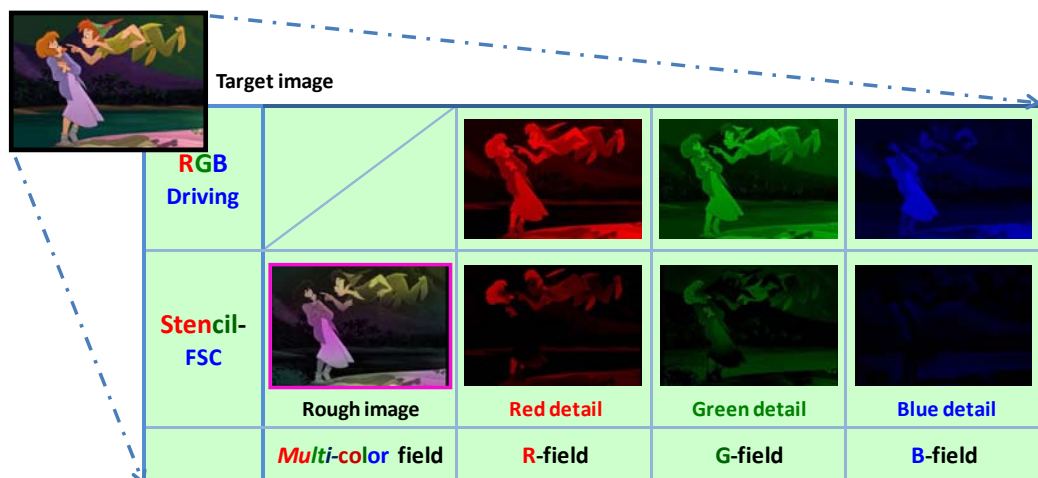 Target image
RGB
Driving
Stencil-
FSC
Rough image
Red detail
Green detail
Blue detail
Multi-color field
R-field
G-field
B-field